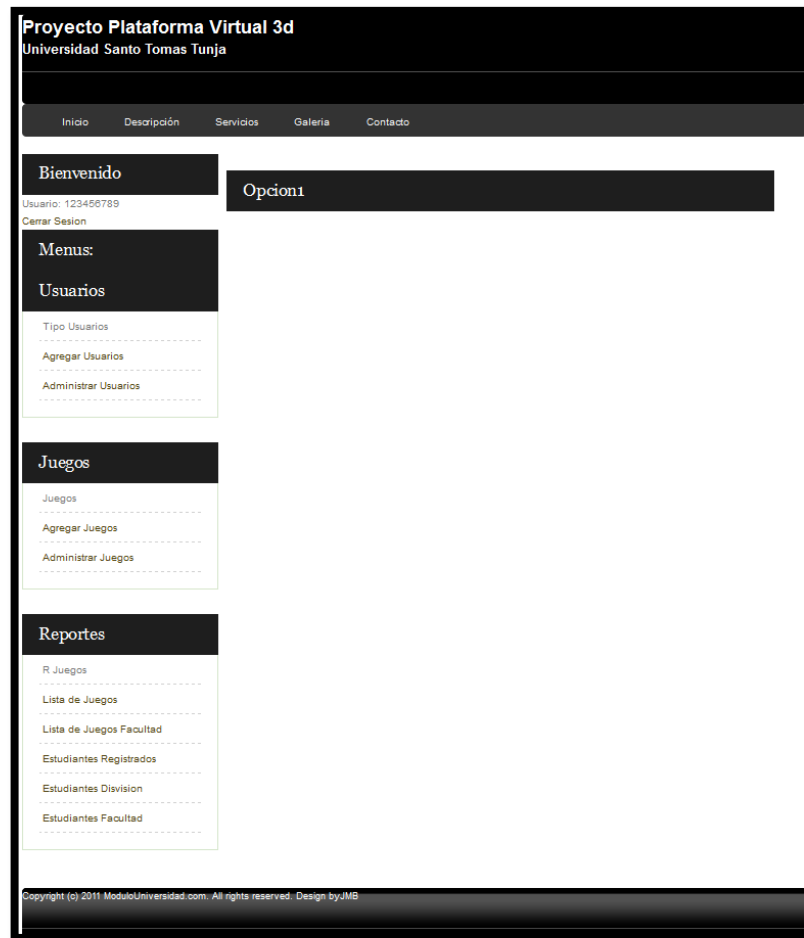 Proyecto Plataforma Virtual 3d
Universidad Santo Tomas Tunja
Inicio Descripción Servicios Galeria Contacto
Bienvenido
Usuario: 123456789
Cerrar Sesion
Menus:
Usuarios
Tipo Usuarios
Agregar Usuarios
Administrar Usuarios
Juegos
Juegos
Agregar Juegos
Administrar Juegos
Reportes
R Juegos
Lista de Juegos
Lista de Juegos Facultad
Estudiantes Registrados
Estudiantes Disvision
Estudiantes Facultad
Opcion1
Copyright (c) 2011 ModuloUniversidad.com. All rights reserved. Design byJMB